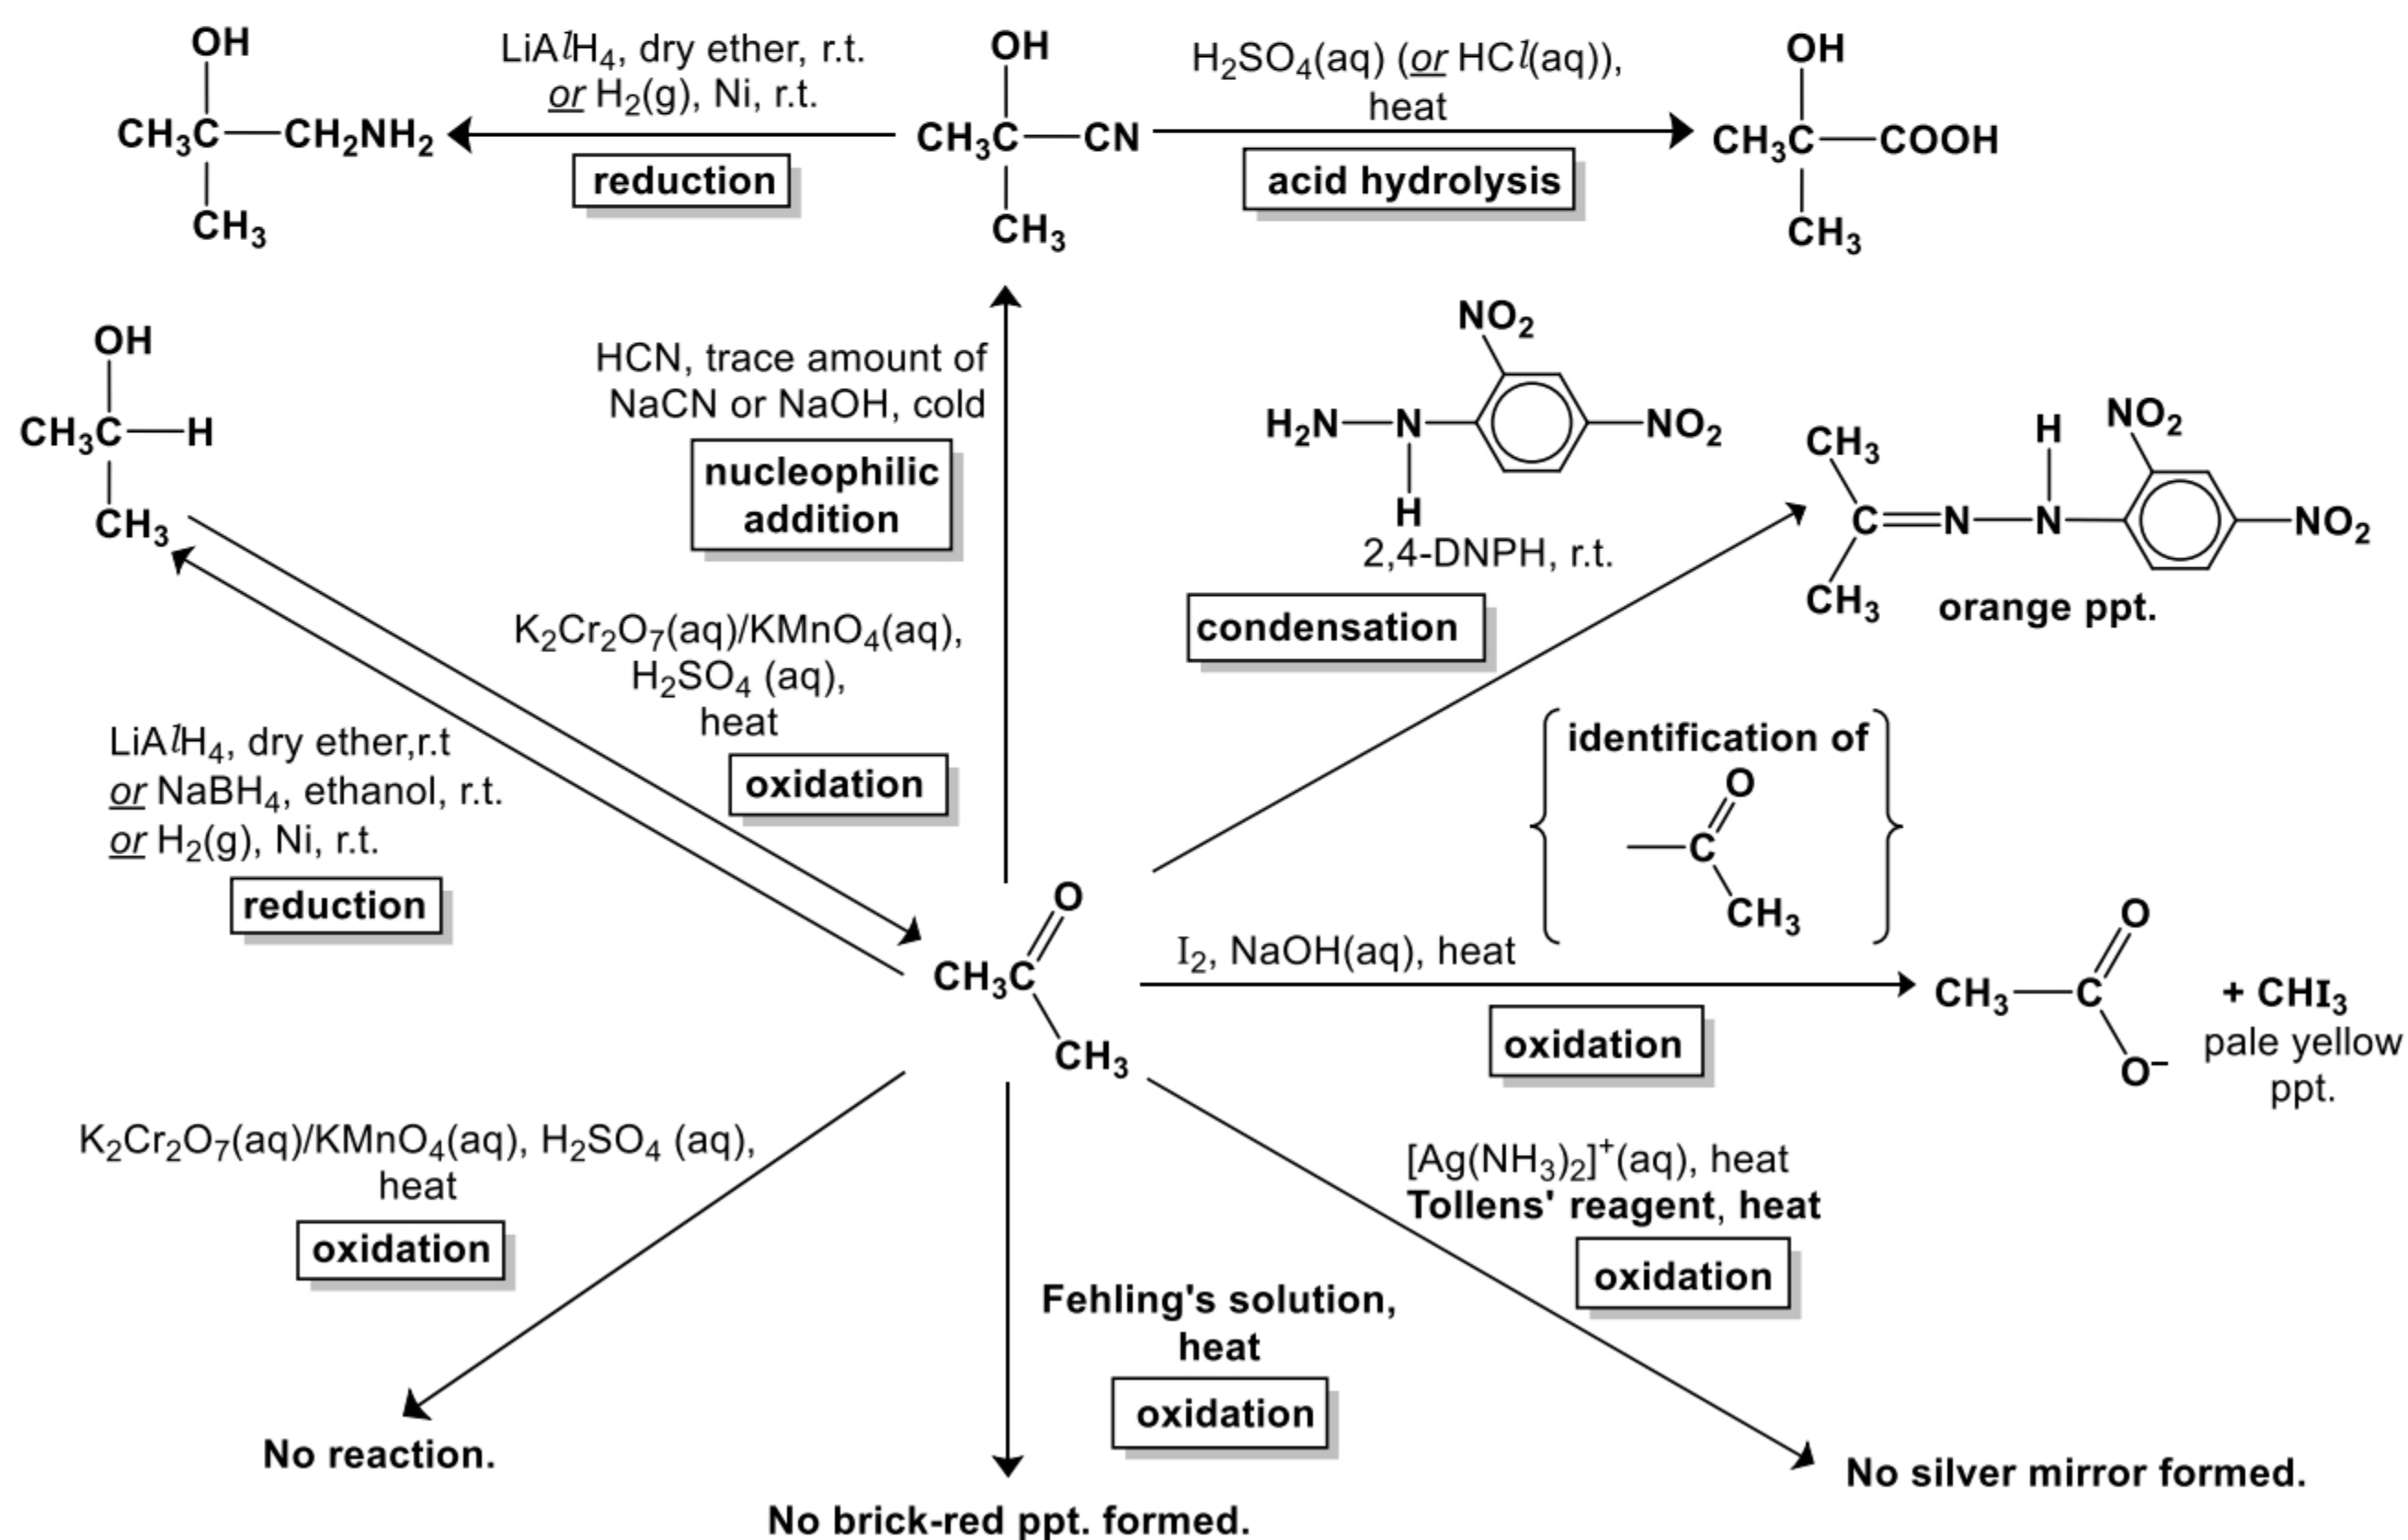 OH
CH₃C—CH₂NH₂
CH₃
LiAlH₄, dry ether, r.t.
or H₂(g), Ni, r.t.
reduction
OH
CH₃C—CN
CH₃
H₂SO₄(aq) (or HCl(aq)),
heat
acid hydrolysis
OH
CH₃C—COOH
CH₃
OH
CH₃C—H
CH₃
HCN, trace amount of
NaCN or NaOH, cold
nucleophilic
addition
NO₂
H₂N—N NO₂
H
2,4-DNPH, r.t.
condensation
CH₃ H NO₂
C=N—N NO₂
CH₃ orange ppt.
K₂Cr₂O₇(aq)/KMnO₄(aq),
H₂SO₄ (aq),
heat
oxidation
LiAlH₄, dry ether,r.t
or NaBH₄, ethanol, r.t.
or H₂(g), Ni, r.t.
reduction
identification of
O
—C
CH₃
O
CH₃C
CH₃
I₂, NaOH(aq), heat
oxidation
O
CH₃—C + CHI₃
O⁻
pale yellow
ppt.
K₂Cr₂O₇(aq)/KMnO₄(aq), H₂SO₄ (aq),
heat
oxidation
No reaction.
Fehling's solution,
heat
oxidation
No brick-red ppt. formed.
[Ag(NH₃)₂]⁺(aq), heat
Tollens' reagent, heat
oxidation
No silver mirror formed.